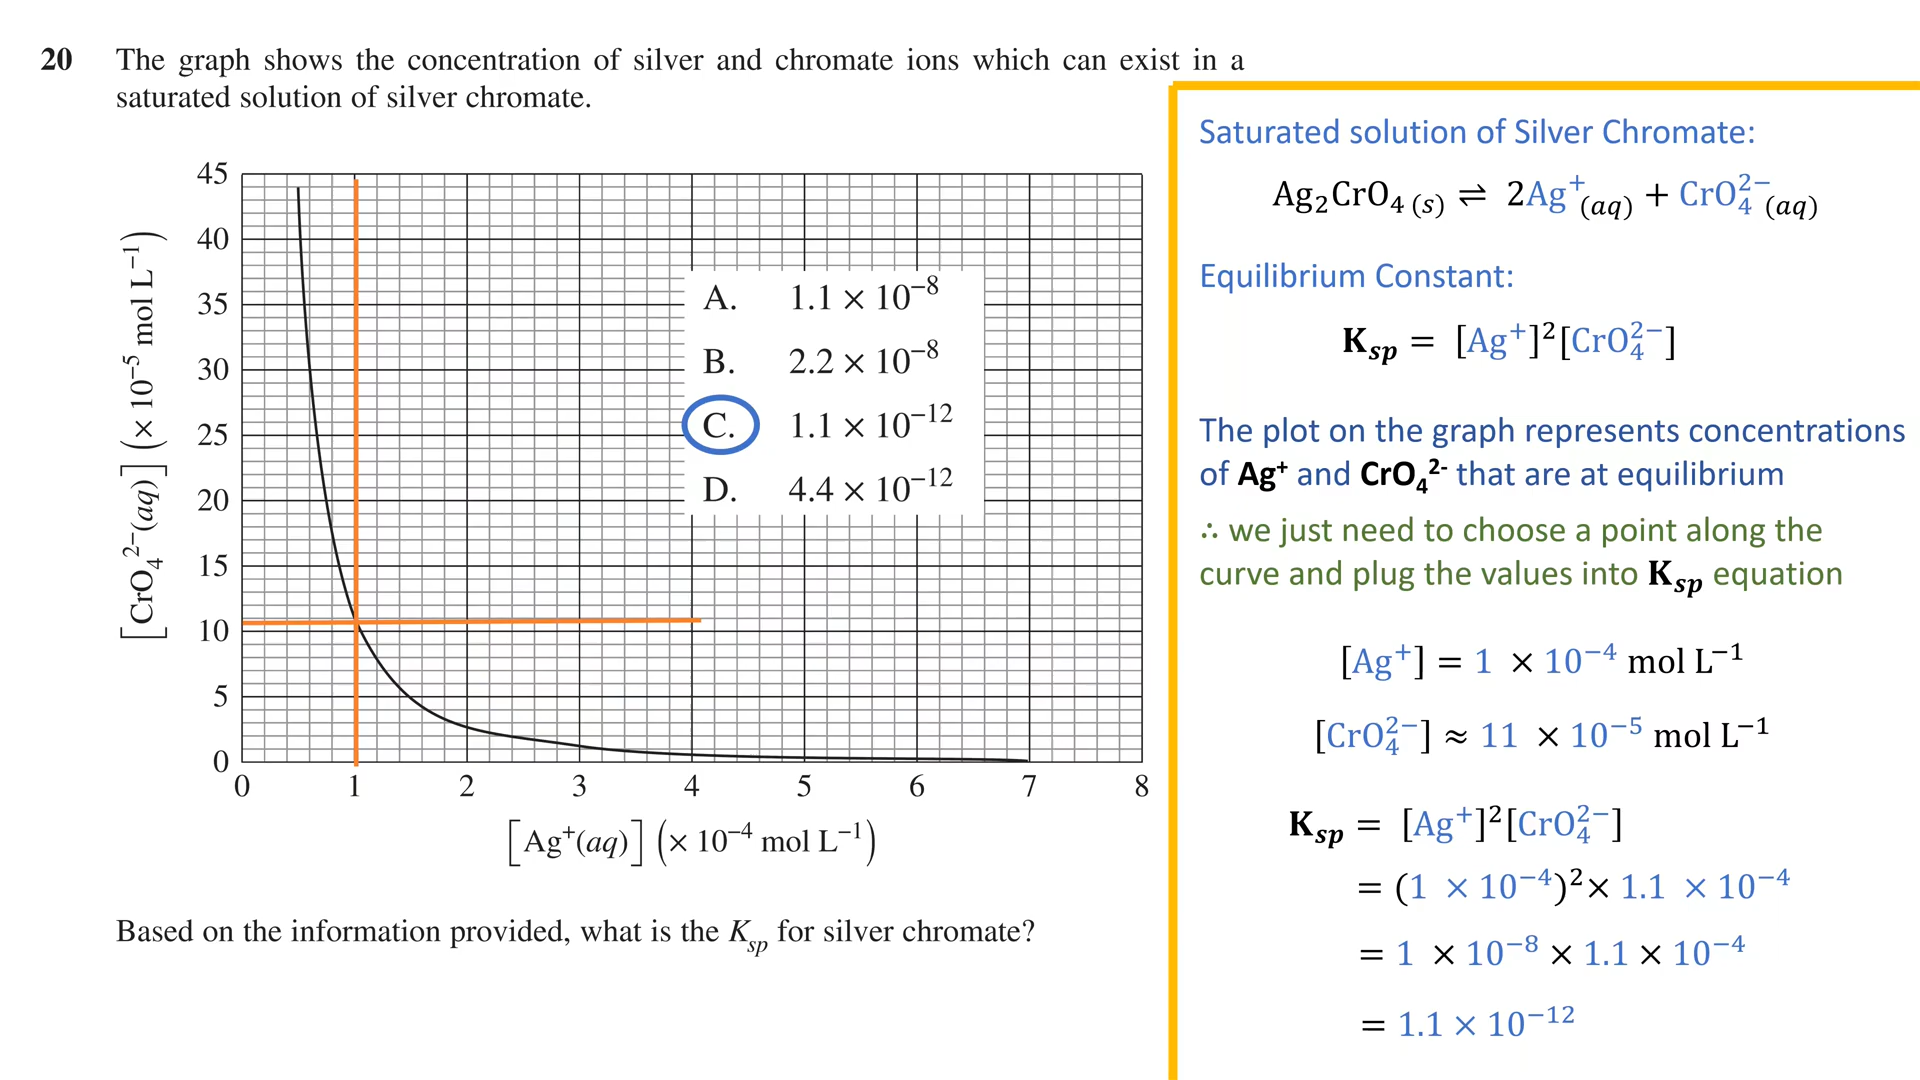 20 The graph shows the concentration of silver and chromate ions which can exist in a
saturated solution of silver chromate.
[CrO₄²⁻(aq)] (× 10⁻⁵ mol L⁻¹)
45
40
35
30
25
20
15
10
5
0
A. 1.1 × 10⁻⁸
B. 2.2 × 10⁻⁸
C. 1.1 × 10⁻¹²
D. 4.4 × 10⁻¹²
0 1 2 3 4 5 6 7 8
[Ag⁺(aq)] (× 10⁻⁴ mol L⁻¹)
Based on the information provided, what is the Kₛₚ for silver chromate?
Saturated solution of Silver Chromate:
Ag₂CrO₄ (s) ⇌ 2Ag⁺(aq) + CrO₄²⁻(aq)
Equilibrium Constant:
Kₛₚ = [Ag⁺]²[CrO₄²⁻]
The plot on the graph represents concentrations
of Ag⁺ and CrO₄²⁻ that are at equilibrium
∴ we just need to choose a point along the
curve and plug the values into Kₛₚ equation
[Ag⁺] = 1 × 10⁻⁴ mol L⁻¹
[CrO₄²⁻] ≈ 11 × 10⁻⁵ mol L⁻¹
Kₛₚ = [Ag⁺]²[CrO₄²⁻]
= (1 × 10⁻⁴)² × 1.1 × 10⁻⁴
= 1 × 10⁻⁸ × 1.1 × 10⁻⁴
= 1.1 × 10⁻¹²